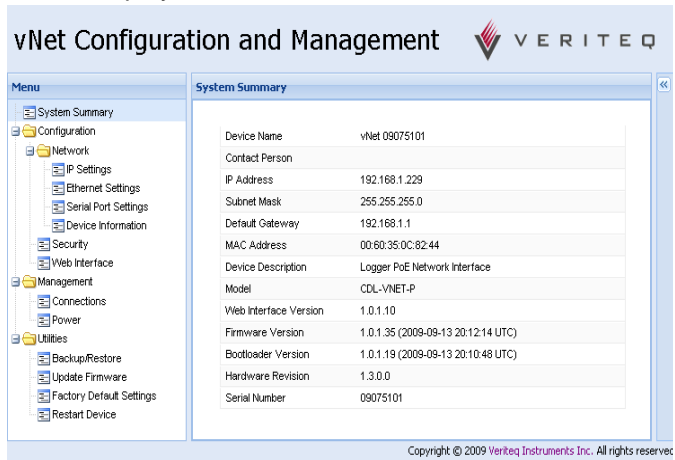 vNet Configuration and Management VERITEQ
Menu
System Summary
Configuration
Network
IP Settings
Ethernet Settings
Serial Port Settings
Device Information
Security
Web Interface
Management
Connections
Power
Utilities
Backup/Restore
Update Firmware
Factory Default Settings
Restart Device
System Summary
Device Name vNet 09075101
Contact Person
IP Address 192.168.1.229
Subnet Mask 255.255.255.0
Default Gateway 192.168.1.1
MAC Address 00:60:35:0C:82:44
Device Description Logger PoE Network Interface
Model CDL-VNET-P
Web Interface Version 1.0.1.10
Firmware Version 1.0.1.35 (2009-09-13 20:12:14 UTC)
Bootloader Version 1.0.1.19 (2009-09-13 20:10:48 UTC)
Hardware Revision 1.3.0.0
Serial Number 09075101
Copyright © 2009 Veriteq Instruments Inc. All rights reserved